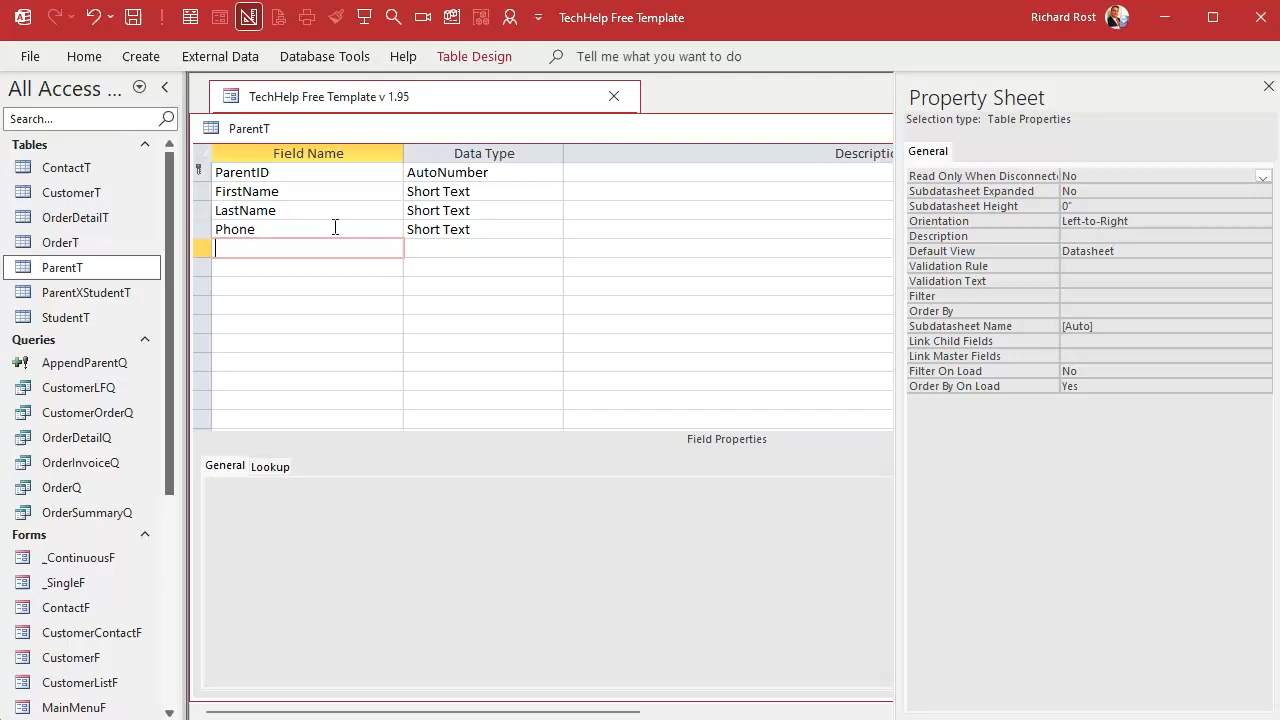 TechHelp Free Template
Richard Rost
File
Home
Create
External Data
Database Tools
Help
Table Design
Tell me what you want to do
All Access ...
Search...
Tables
ContactT
CustomerT
OrderDetailT
OrderT
ParentT
ParentXStudentT
StudentT
Queries
AppendParentQ
CustomerLFQ
CustomerOrderQ
OrderDetailQ
OrderInvoiceQ
OrderQ
OrderSummaryQ
Forms
_ContinuousF
_SingleF
ContactF
CustomerContactF
CustomerF
CustomerListF
MainMenuF
TechHelp Free Template v 1.95
ParentT
Field Name Data Type Descriptic
ParentID AutoNumber
FirstName Short Text
LastName Short Text
Phone Short Text
Field Properties
General Lookup
Property Sheet
Selection type: Table Properties
General
Read Only When Disconnecte No
Subdatasheet Expanded No
Subdatasheet Height 0"
Orientation Left-to-Right
Description
Default View Datasheet
Validation Rule
Validation Text
Filter
Order By
Subdatasheet Name [Auto]
Link Child Fields
Link Master Fields
Filter On Load No
Order By On Load Yes